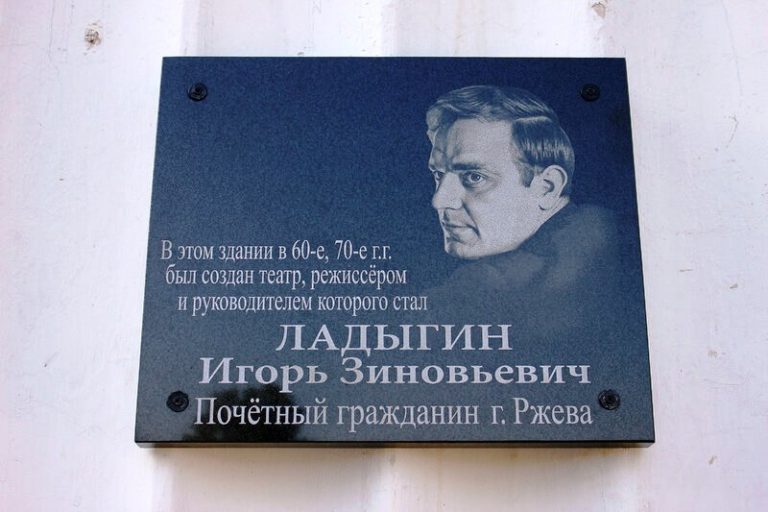 В этом здании в 60-е, 70-е г.г.
был создан театр, режиссёром
и руководителем которого стал
ЛАДЫГИН
Игорь Зиновьевич
Почётный гражданин г. Ржева